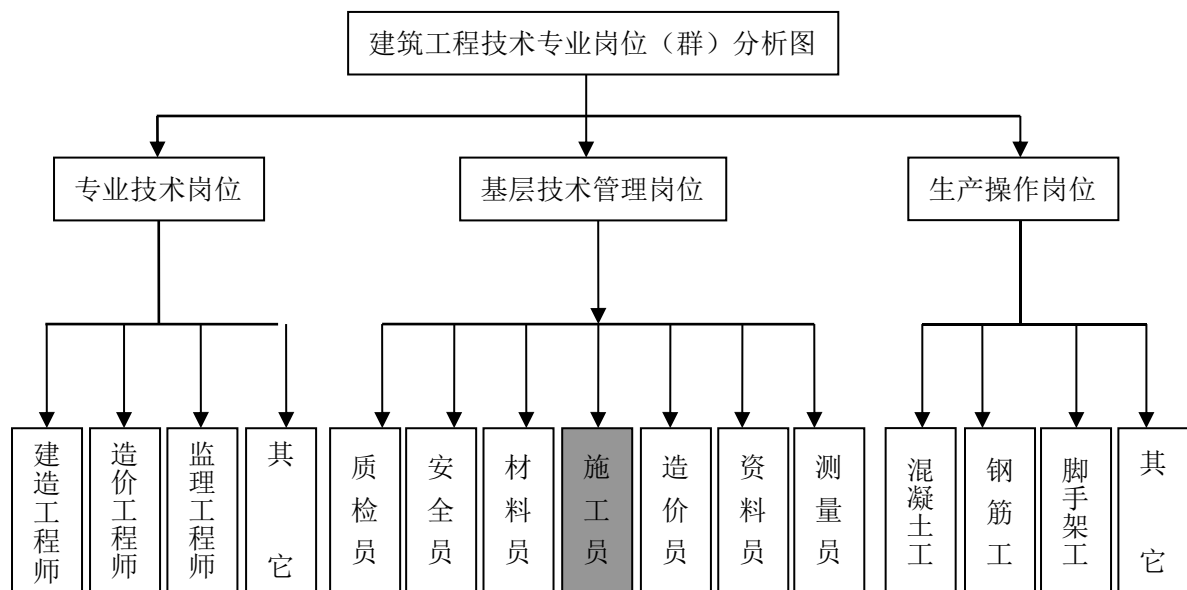 建筑工程技术专业岗位（群）分析图
专业技术岗位
基层技术管理岗位
生产操作岗位
建造工程师
造价工程师
监理工程师
其它
质检员
安全员
材料员
施工员
造价员
资料员
测量员
混凝土工
钢筋工
脚手架工
其它